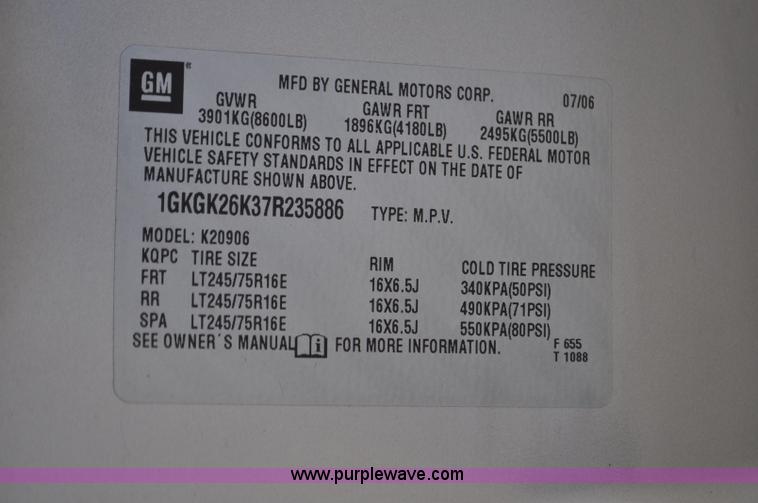 GM
MFD BY GENERAL MOTORS CORP. 07/06
GVWR GAWR FRT GAWR RR
3901KG(8600LB) 1896KG(4180LB) 2495KG(5500LB)
THIS VEHICLE CONFORMS TO ALL APPLICABLE U.S. FEDERAL MOTOR
VEHICLE SAFETY STANDARDS IN EFFECT ON THE DATE OF
MANUFACTURE SHOWN ABOVE.
1GKGK26K37R235886 TYPE: M.P.V.
MODEL: K20906
KQPC TIRE SIZE RIM COLD TIRE PRESSURE
FRT LT245/75R16E 16X6.5J 340KPA(50PSI)
RR LT245/75R16E 16X6.5J 490KPA(71PSI)
SPA LT245/75R16E 16X6.5J 550KPA(80PSI)
SEE OWNER´S MANUAL i FOR MORE INFORMATION. F 655
T 1088
www.purplewave.com